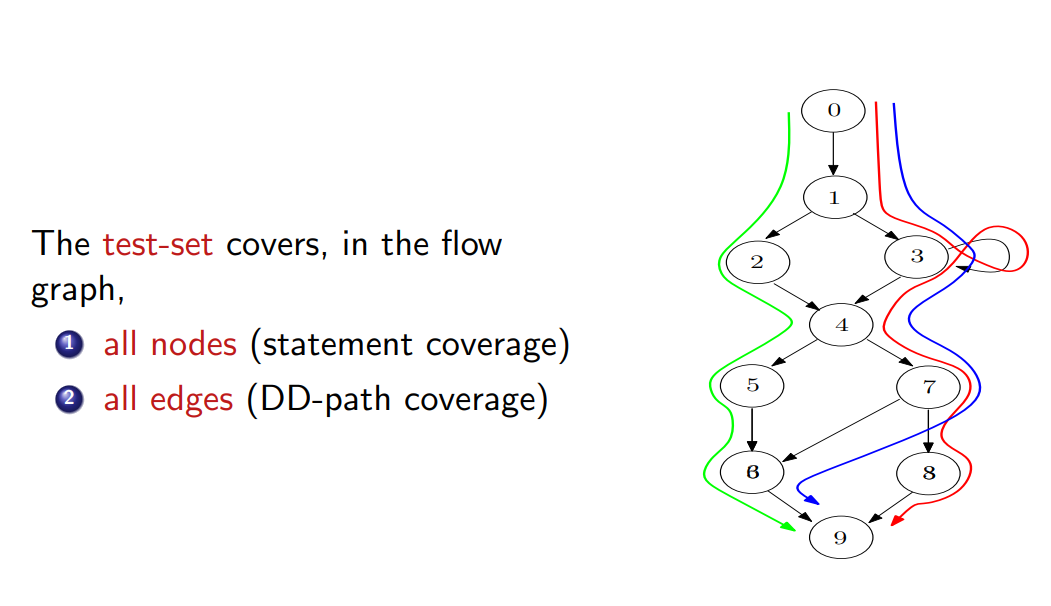 The test-set covers, in the flow
graph,
1 all nodes (statement coverage)
2 all edges (DD-path coverage)
0
1
2
3
4
5
7
6
8
9